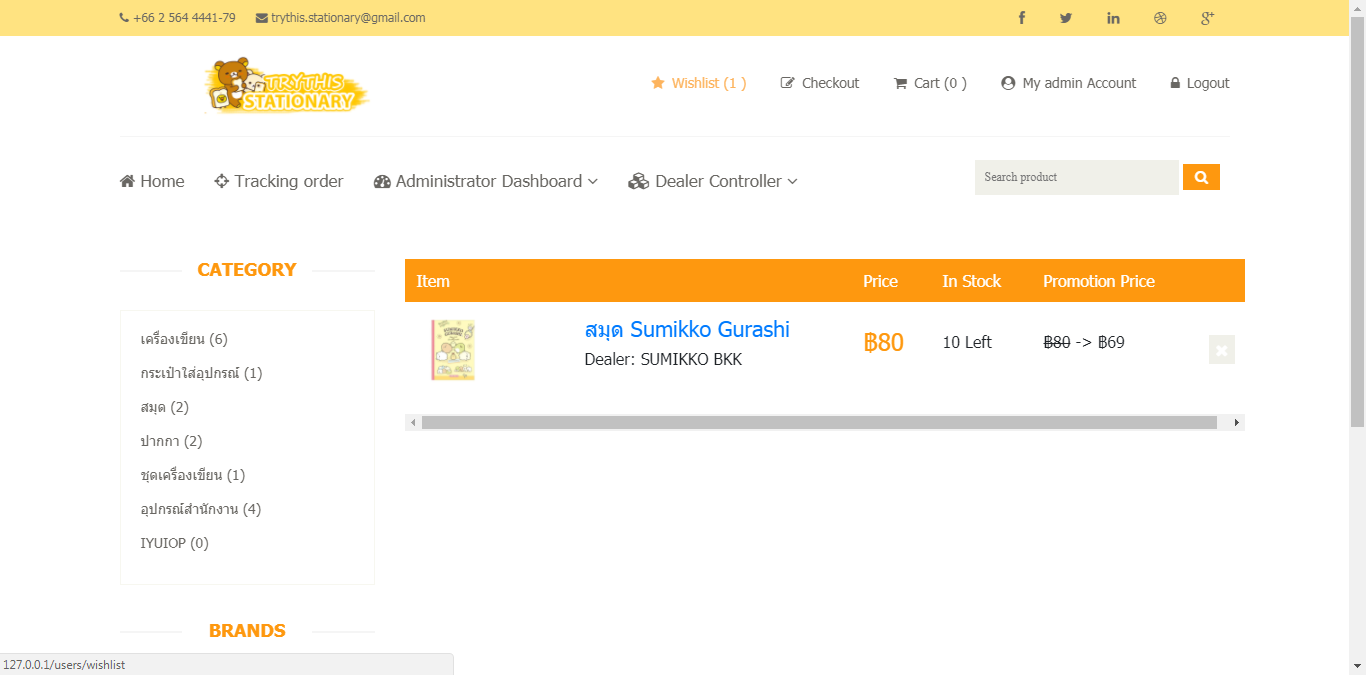 +66 2 564 4441-79 trythis.stationary@gmail.com
TRYTHIS
STATIONARY
Wishlist (1 ) Checkout Cart (0 ) My admin Account Logout
Home Tracking order Administrator Dashboard Dealer Controller Search product
CATEGORY
เครื่องเขียน (6)
กระเป๋าใส่อุปกรณ์ (1)
สมุด (2)
ปากกา (2)
ชุดเครื่องเขียน (1)
อุปกรณ์สำนักงาน (4)
IYUIOP (0)
BRANDS
Item Price In Stock Promotion Price
สมุด Sumikko Gurashi
Dealer: SUMIKKO BKK
฿80 10 Left ฿80 -> ฿69
127.0.0.1/users/wishlist